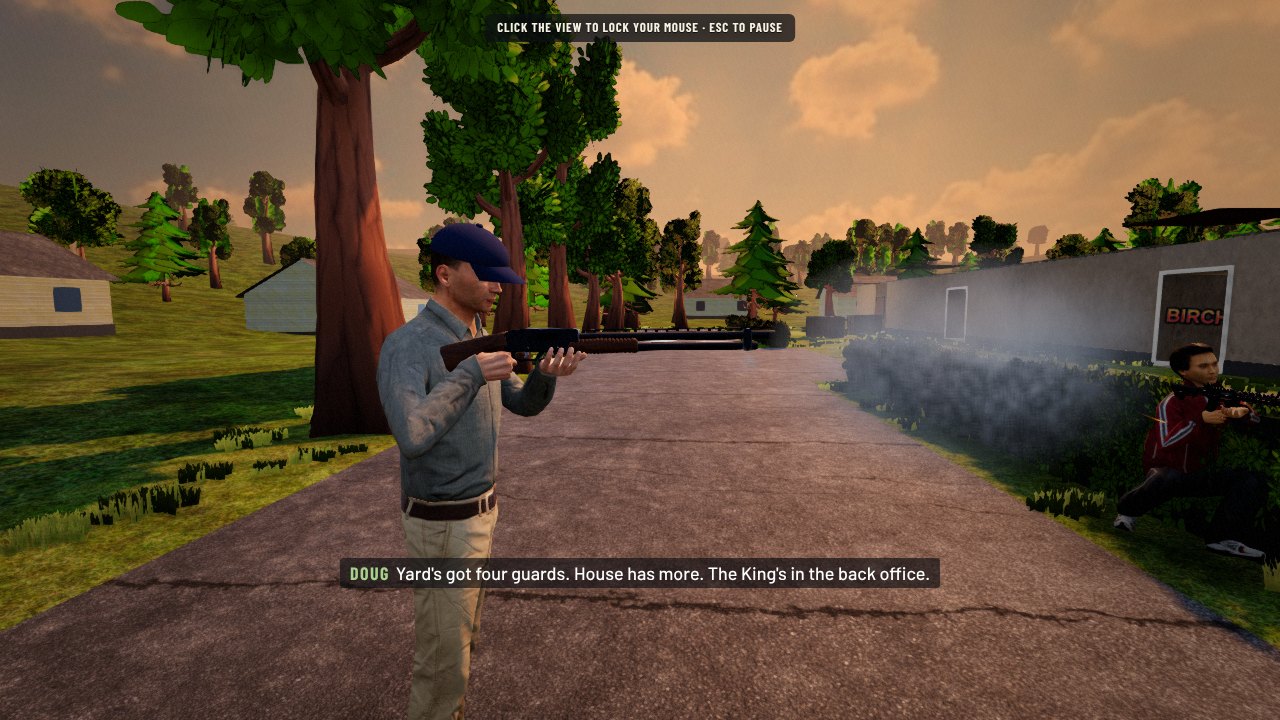 CLICK THE VIEW TO LOCK YOUR MOUSE · ESC TO PAUSE
BIRCH
DOUG Yard's got four guards. House has more. The King's in the back office.